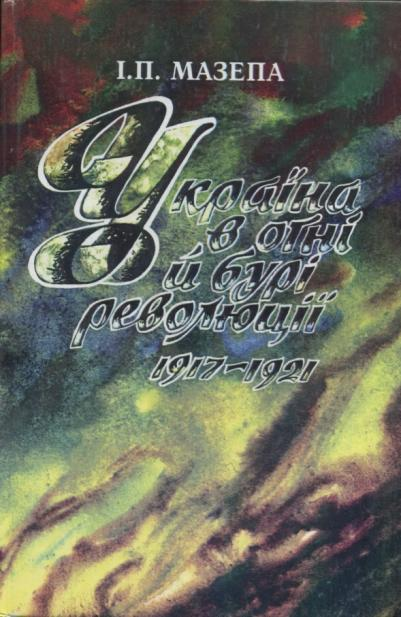 І.П. МАЗЕПА
Україна
в огні
й бурі
революції
1917–1921